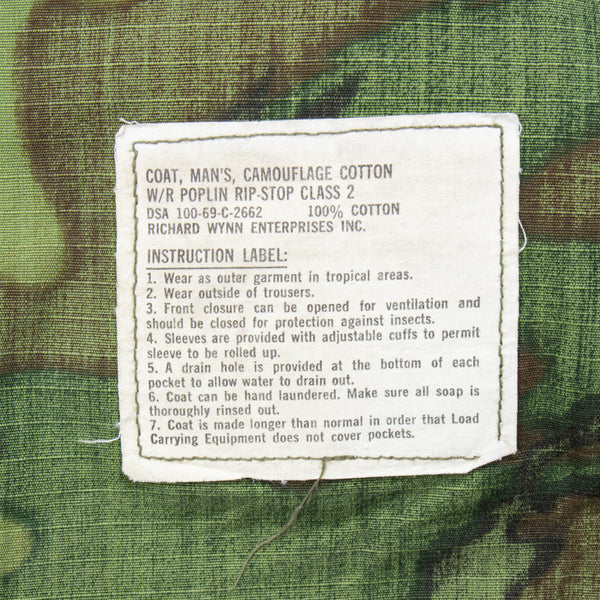 COAT, MAN'S, CAMOUFLAGE COTTON
W/R POPLIN RIP-STOP CLASS 2
DSA 100-69-C-2662 100% COTTON
RICHARD WYNN ENTERPRISES INC.
INSTRUCTION LABEL:
1. Wear as outer garment in tropical areas.
2. Wear outside of trousers.
3. Front closure can be opened for ventilation and
should be closed for protection against insects.
4. Sleeves are provided with adjustable cuffs to permit
sleeve to be rolled up.
5. A drain hole is provided at the bottom of each
pocket to allow water to drain out.
6. Coat can be hand laundered. Make sure all soap is
thoroughly rinsed out.
7. Coat is made longer than normal in order that Load
Carrying Equipment does not cover pockets.